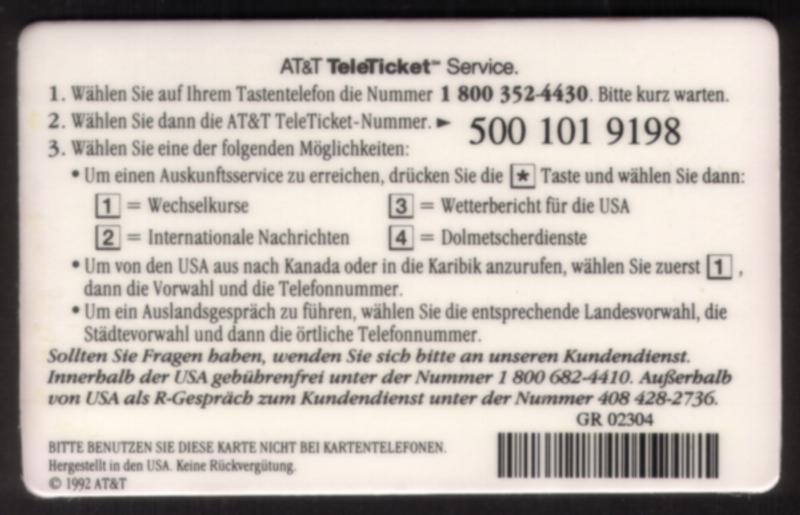 AT&T TeleTicket℠ Service.
1. Wählen Sie auf Ihrem Tastentelefon die Nummer 1 800 352-4430. Bitte kurz warten.
2. Wählen Sie dann die AT&T TeleTicket-Nummer. ► 500 101 9198
3. Wählen Sie eine der folgenden Möglichkeiten:
• Um einen Auskunftsservice zu erreichen, drücken Sie die * Taste und wählen Sie dann:
1 = Wechselkurse 3 = Wetterbericht für die USA
2 = Internationale Nachrichten 4 = Dolmetscherdienste
• Um von den USA aus nach Kanada oder in die Karibik anzurufen, wählen Sie zuerst 1 ,
dann die Vorwahl und die Telefonnummer.
• Um ein Auslandsgespräch zu führen, wählen Sie die entsprechende Landesvorwahl, die
Städtevorwahl und dann die örtliche Telefonnummer.
Sollten Sie Fragen haben, wenden Sie sich bitte an unseren Kundendienst.
Innerhalb der USA gebührenfrei unter der Nummer 1 800 682-4410. Außerhalb
von USA als R-Gespräch zum Kundendienst unter der Nummer 408 428-2736.
GR 02304
BITTE BENUTZEN SIE DIESE KARTE NICHT BEI KARTENTELEFONEN.
Hergestellt in den USA. Keine Rückvergütung.
© 1992 AT&T